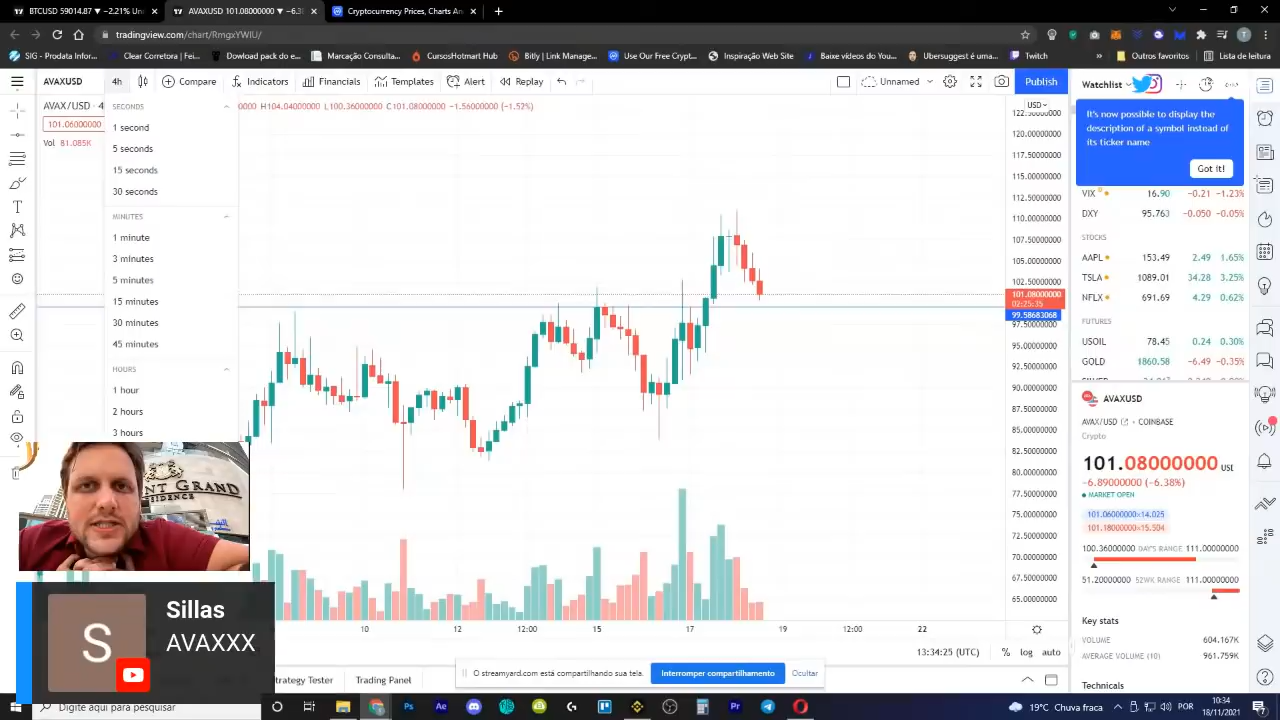 BTCUSD 59014.87 ▼ −2.21% Un
AVAXUSD 101.08000000 ▼ −6.3
Cryptocurrency Prices, Charts An
tradingview.com/chart/RmgxYWIU/
SIG - Prodata Infor...
Clear Corretora | Fa...
Dowload pack do e...
Marcação Consulta...
CursosHotmart Hub
Bitly | Link Manage...
Use Our Free Crypt...
Inspiração Web Site
Baixe vídeos do You...
Ubersuggest é uma...
Outros favoritos
Lista de leitura
AVAXUSD
4h
Compare
Indicators
Financials
Templates
Alert
Replay
Unnamed
Publish
Watchlist
AVAX/USD · 4
H104.04000000 L100.36000000 C101.08000000 −1.56000000 (−1.52%)
101.06000000
Vol 81.085K
SECONDS
1 second
5 seconds
15 seconds
30 seconds
MINUTES
1 minute
3 minutes
5 minutes
15 minutes
30 minutes
45 minutes
HOURS
1 hour
2 hours
3 hours
USD
122.50000000
120.00000000
117.50000000
115.00000000
112.50000000
110.00000000
107.50000000
105.00000000
102.50000000
101.08000000
02:25:35
99.58683068
97.50000000
95.00000000
92.50000000
90.00000000
87.50000000
85.00000000
82.50000000
80.00000000
77.50000000
75.00000000
72.50000000
70.00000000
67.50000000
65.00000000
10
12
12:00
15
17
19
12:00
22
13:34:25 (UTC)
%
log
auto
It's now possible to display the
description of a symbol instead of
its ticker name
Got it!
VIX 16.90 −0.21 −1.23%
DXY 95.763 −0.050 −0.05%
STOCKS
AAPL 153.49 2.49 1.65%
TSLA 1089.01 34.28 3.25%
NFLX 691.69 4.29 0.62%
FUTURES
USOIL 78.45 0.24 0.30%
GOLD 1860.58 −6.49 −0.35%
AVAXUSD
AVAX/USD · COINBASE
Crypto
101.08000000
−6.89000000 (−6.38%)
MARKET OPEN
101.06000000×14.025
101.18000000×15.504
100.36000000 DAY'S RANGE 111.00000000
51.20000000 52WK RANGE 111.00000000
Key stats
VOLUME 604.167K
AVERAGE VOLUME (10) 961.759K
Technicals
NT GRAND
SIDENCE
Sillas
AVAXXX
S
trategy Tester
Trading Panel
O streamyard.com está compartilhando sua tela.
Interromper compartilhamento
Ocultar
Digite aqui para pesquisar
19°C Chuva fraca
POR
10:34
18/11/2021